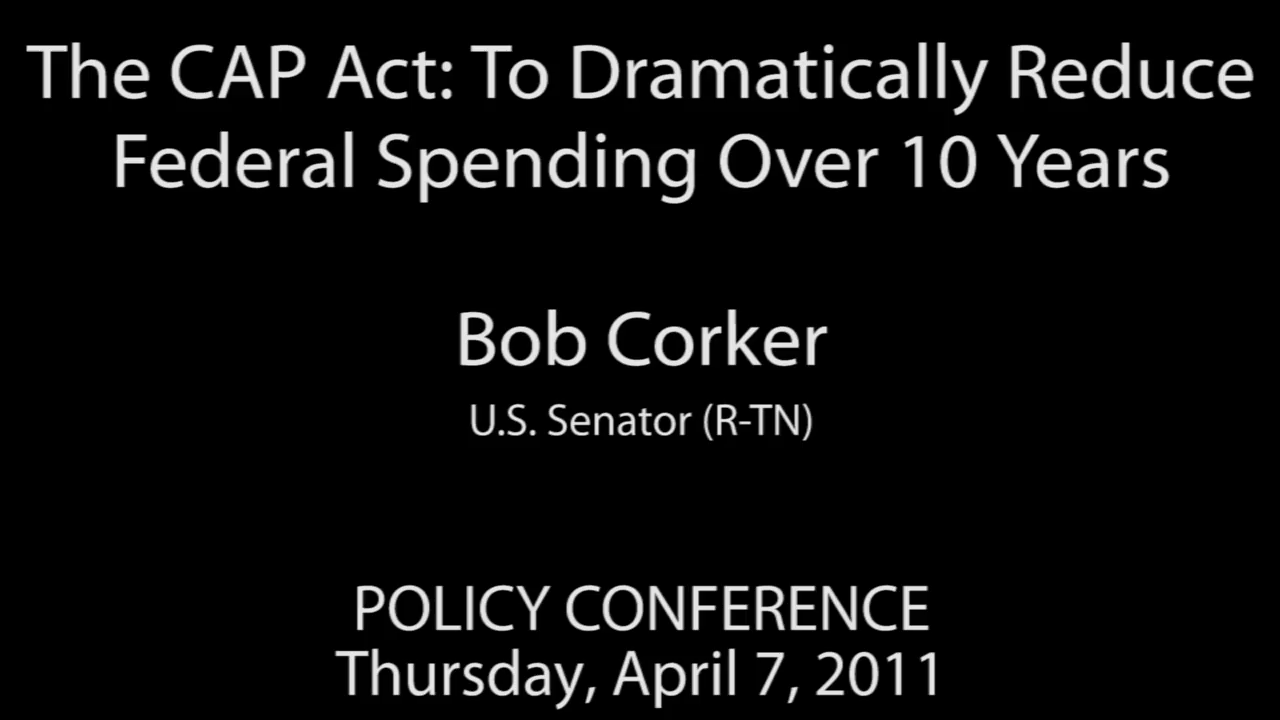 The CAP Act: To Dramatically Reduce
Federal Spending Over 10 Years
Bob Corker
U.S. Senator (R-TN)
POLICY CONFERENCE
Thursday, April 7, 2011